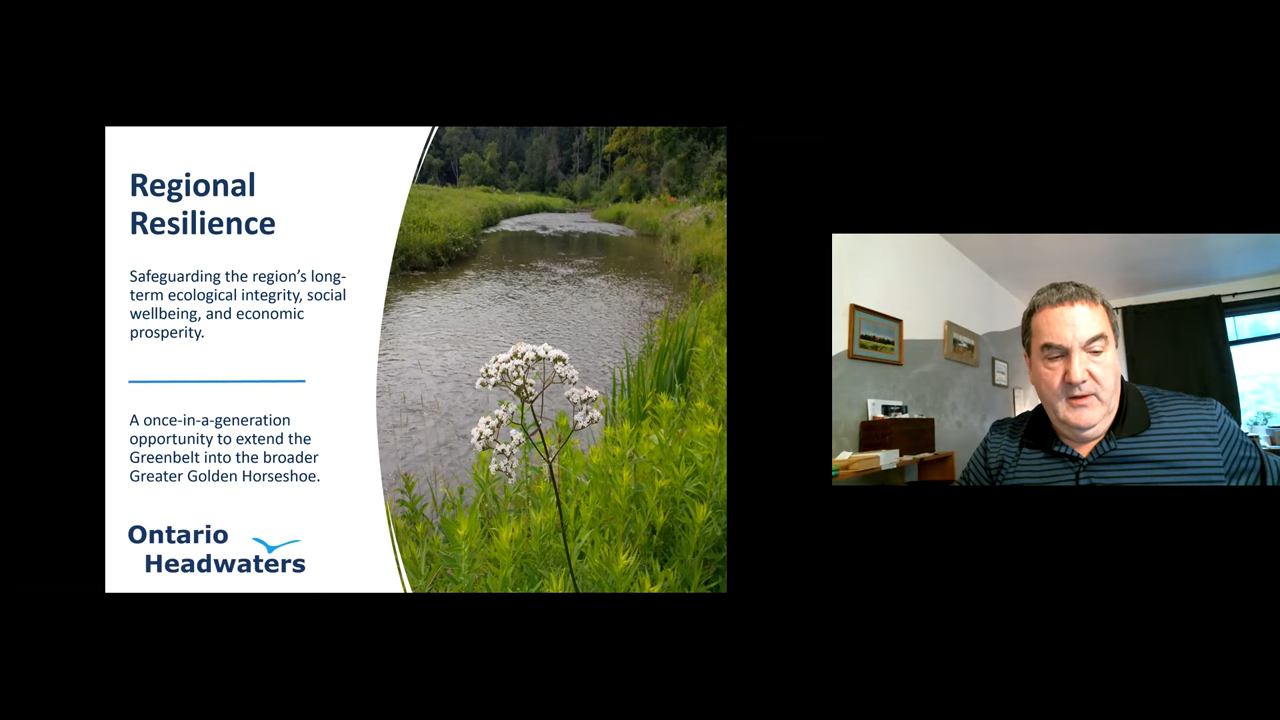 Regional
Resilience
Safeguarding the region's long-
term ecological integrity, social
wellbeing, and economic
prosperity.
A once-in-a-generation
opportunity to extend the
Greenbelt into the broader
Greater Golden Horseshoe.
Ontario
Headwaters